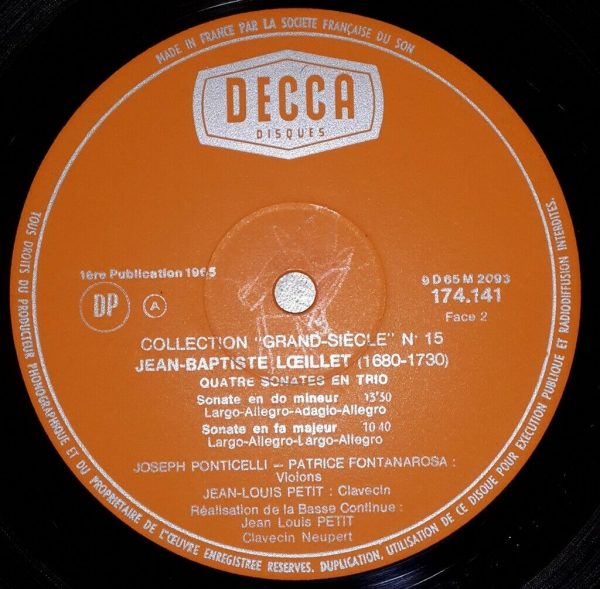 MADE IN FRANCE PAR LA SOCIETE FRANÇAISE DU SON
DECCA
DISQUES
1ère Publication 1965
DP
A
9 D 65 M 2093
174.141
Face 2
COLLECTION "GRAND-SIÈCLE" N° 15
JEAN-BAPTISTE LŒILLET (1680-1730)
QUATRE SONATES EN TRIO
Sonate en do mineur 13'30
Largo-Allegro-Adagio-Allegro
Sonate en fa majeur 10'40
Largo-Allegro-Largo-Allegro
JOSEPH PONTICELLI – PATRICE FONTANAROSA :
Violons
JEAN-LOUIS PETIT : Clavecin
Réalisation de la Basse Continue :
Jean Louis PETIT
Clavecin Neupert
TOUS DROITS DU PRODUCTEUR PHONOGRAPHIQUE ET DU PROPRIETAIRE DE L'ŒUVRE ENREGISTREE RESERVES. DUPLICATION, UTILISATION DE CE DISQUE POUR EXECUTION PUBLIQUE ET RADIODIFFUSION INTERDITES.